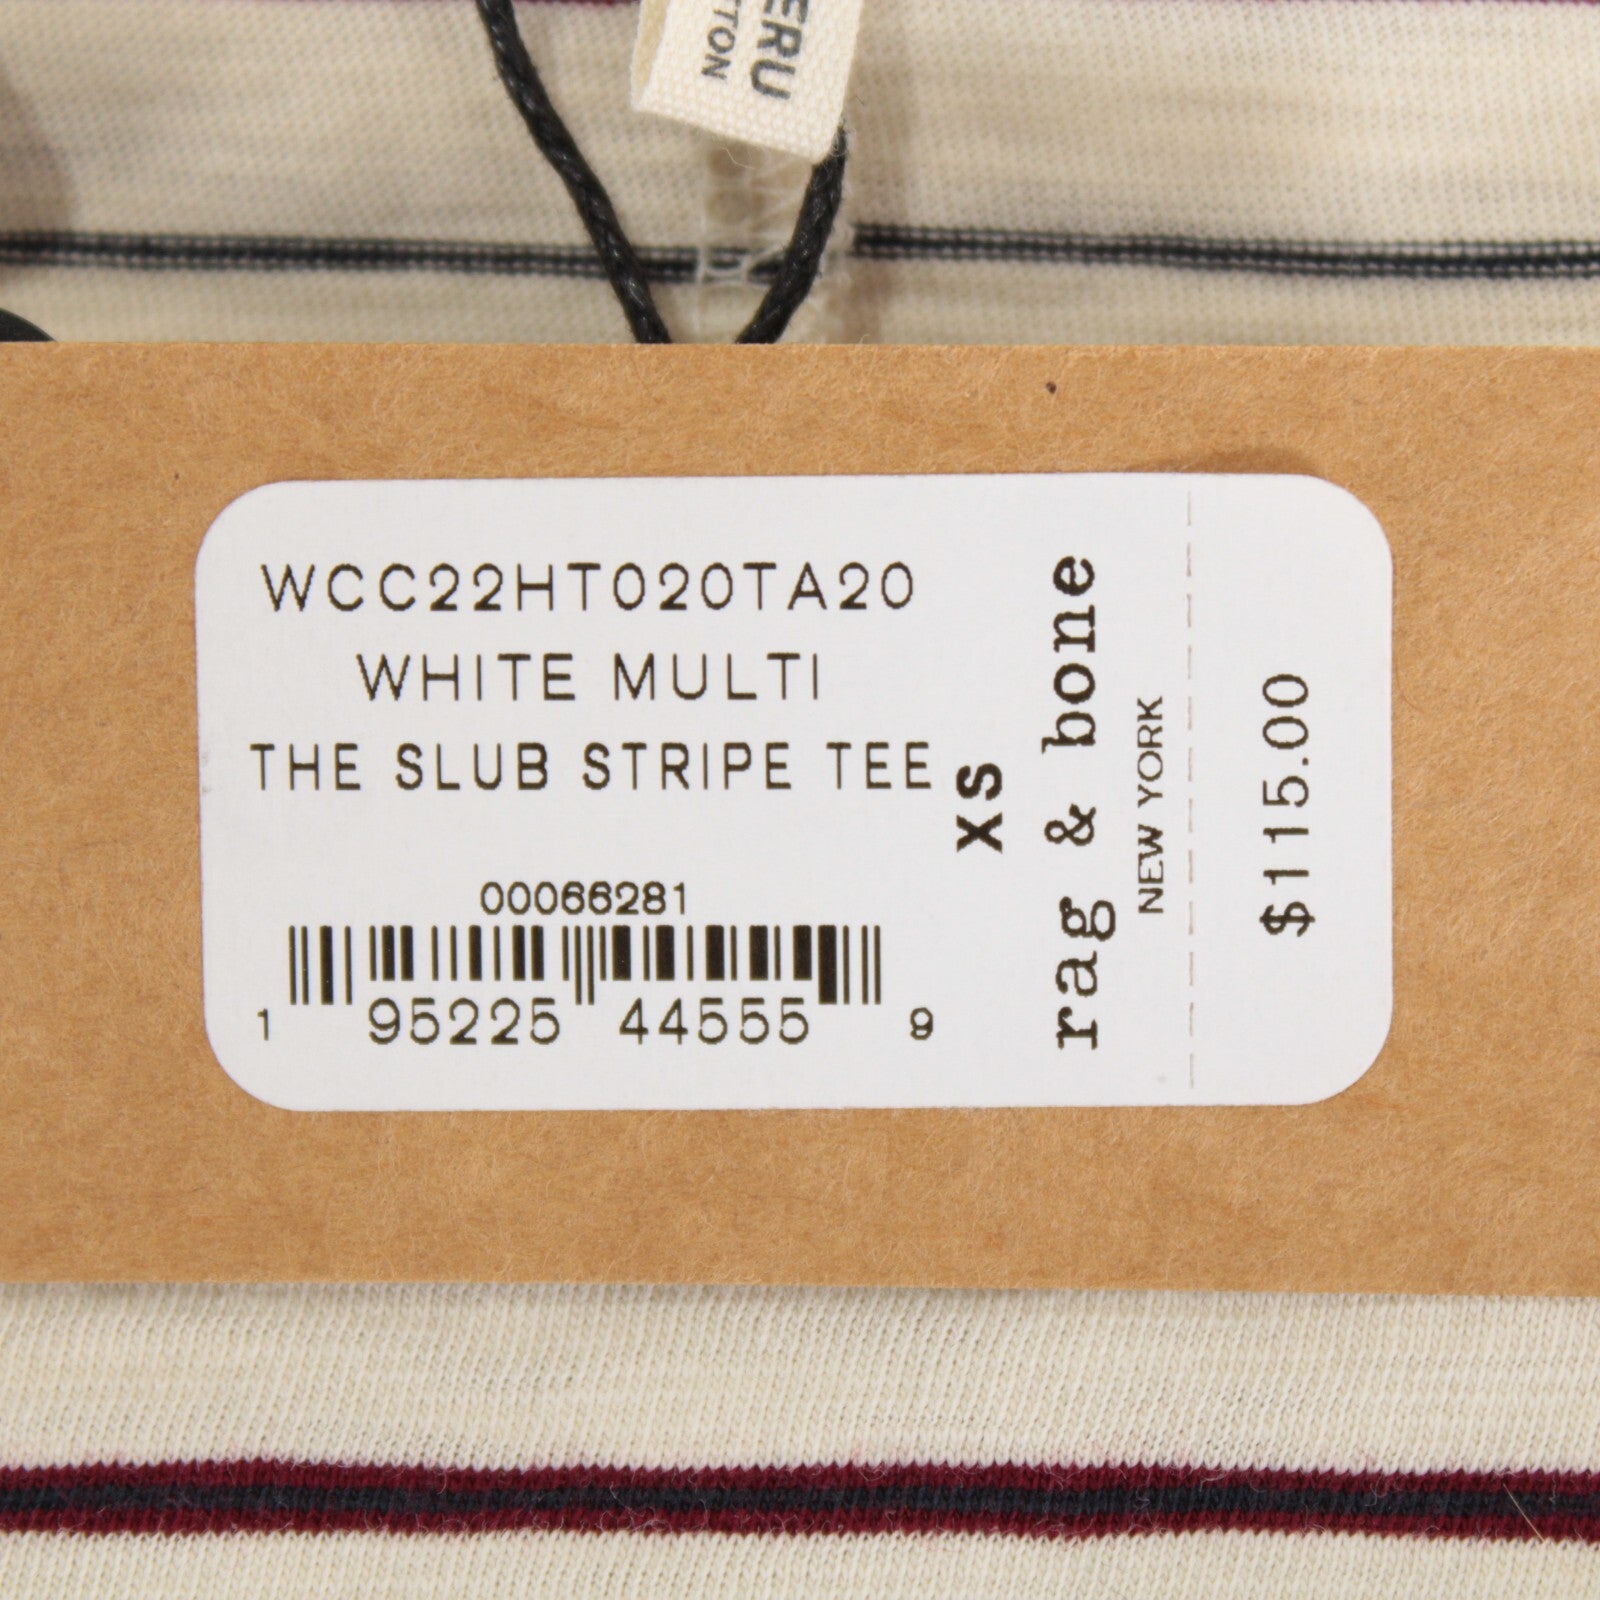 ERU
TTON
WCC22HT020TA20
WHITE MULTI
THE SLUB STRIPE TEE
00066281
1 95225 44555 9
XS
rag & bone
NEW YORK
$115.00